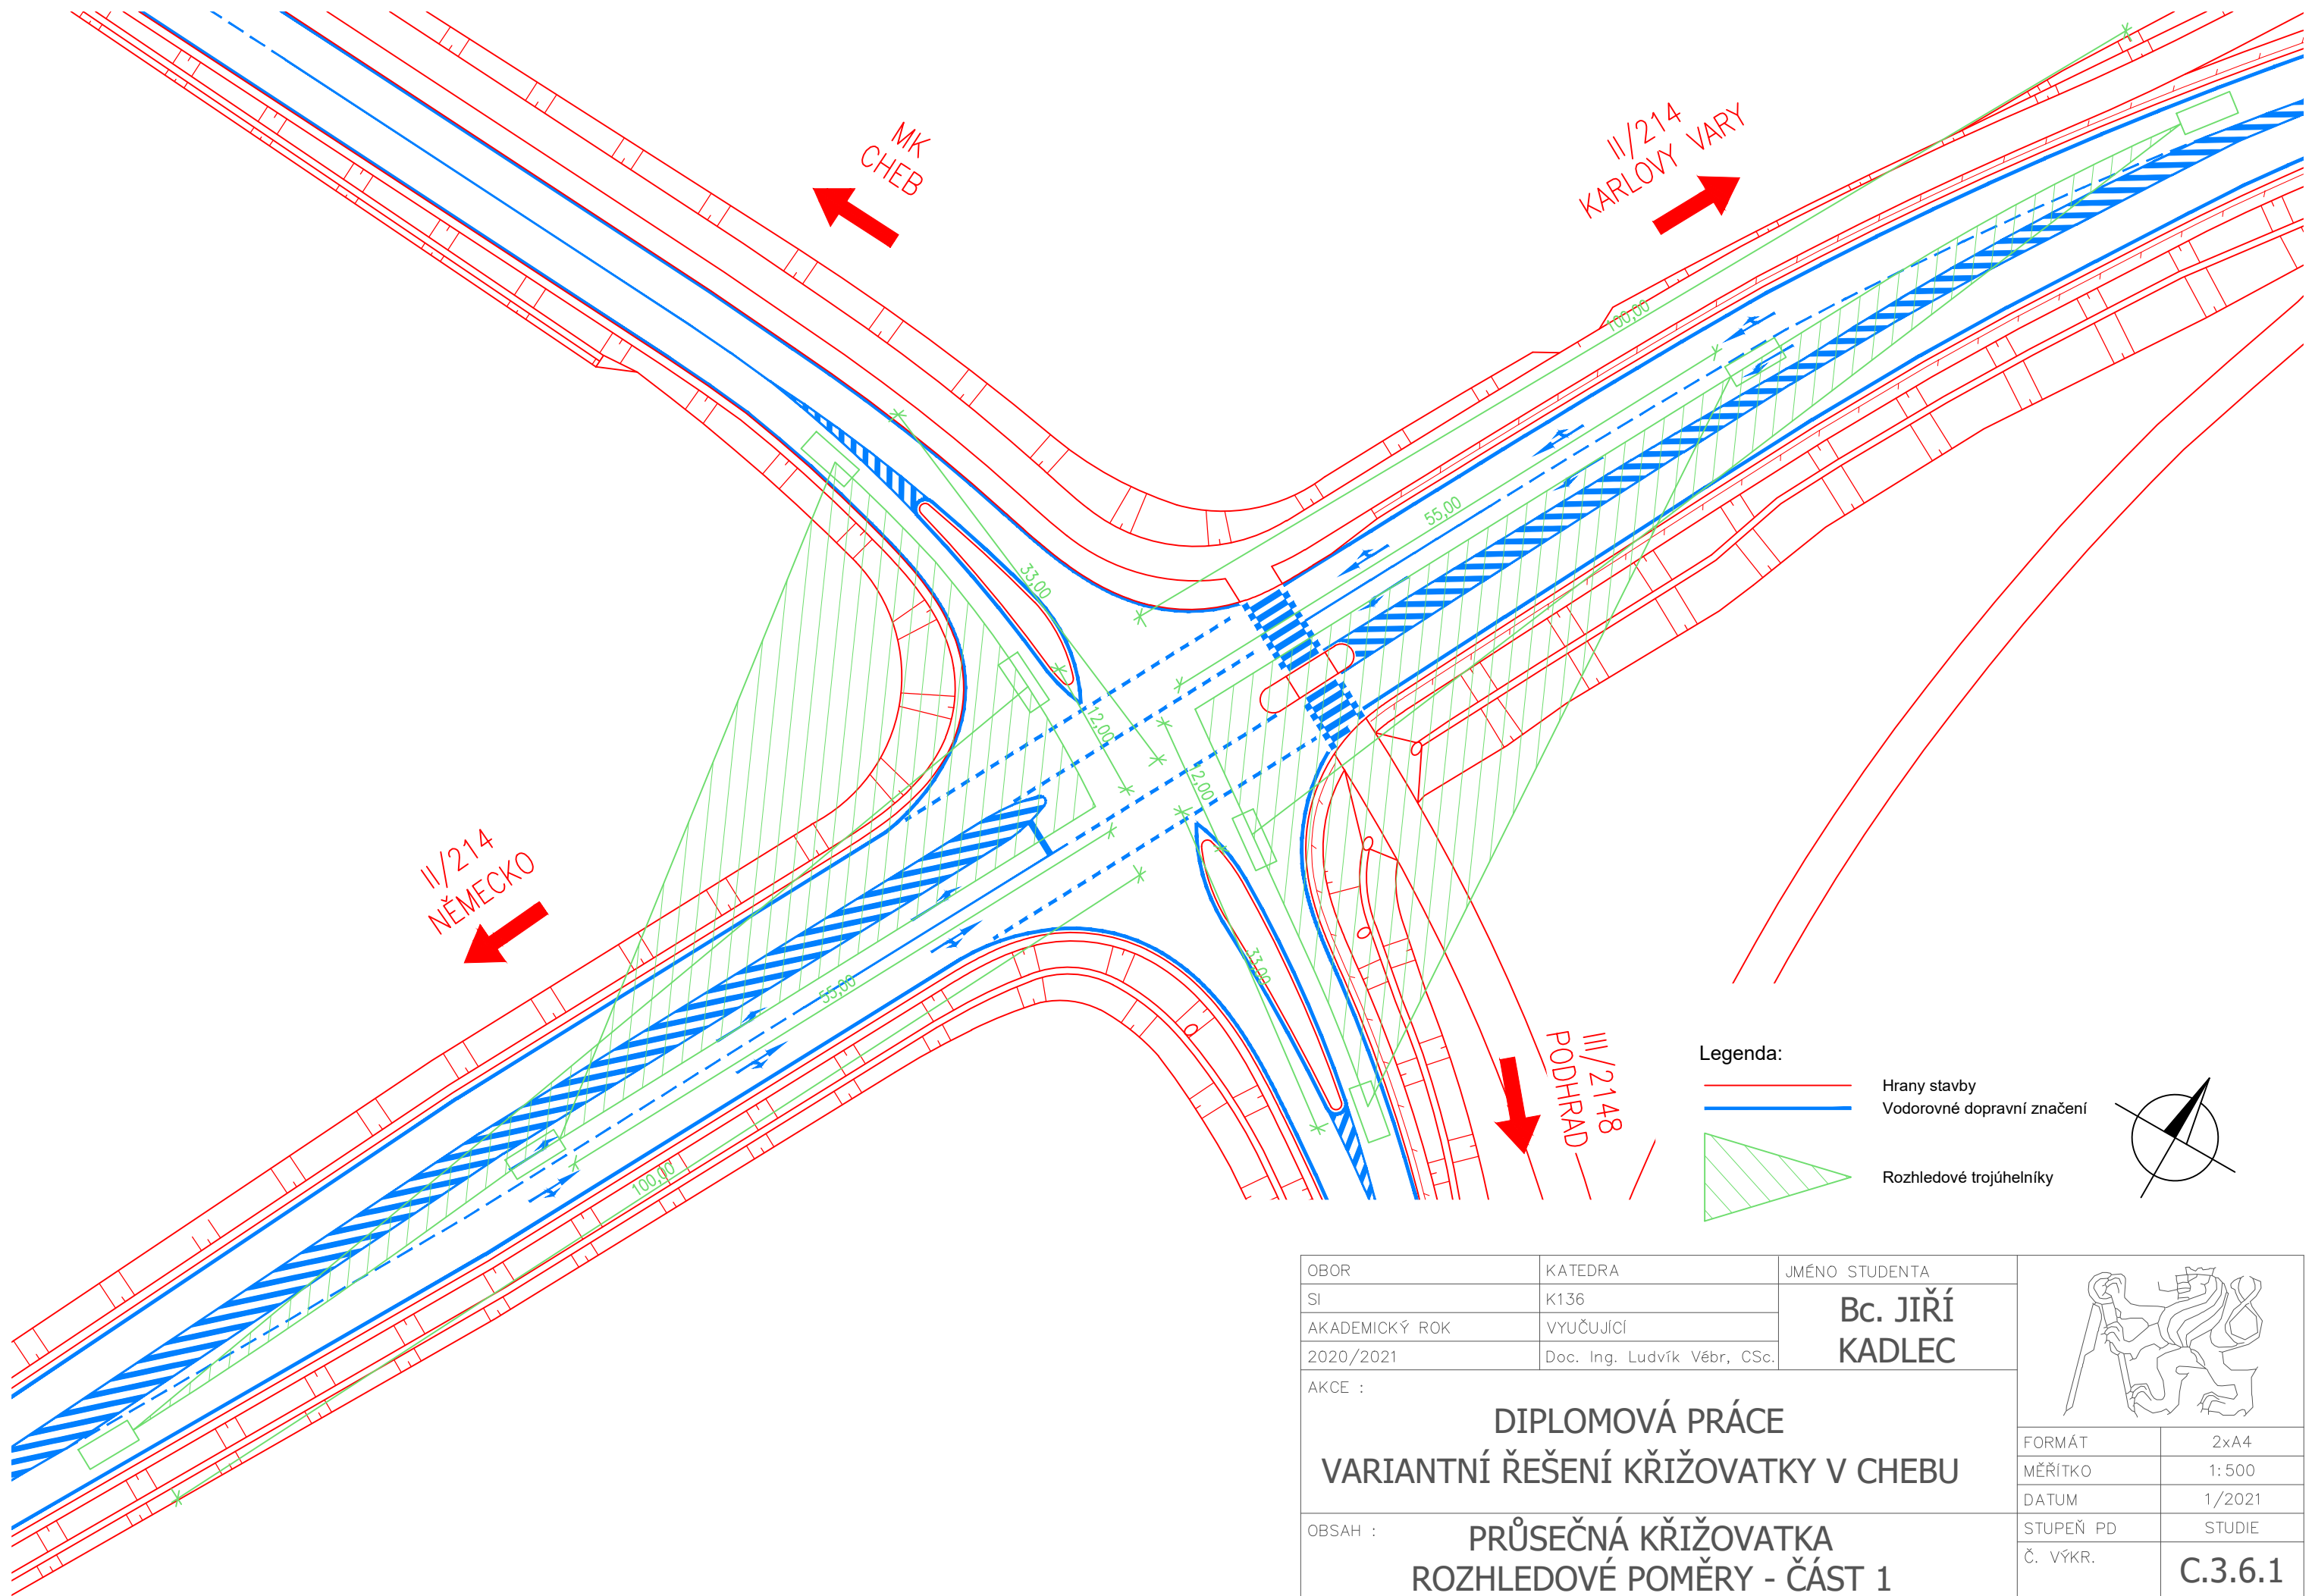 MK
CHEB
II/214
KARLOVY VARY
100,00
55,00
33,00
12,00
12,00
II/214
NĚMECKO
55,00
33,00
100,00
III/2148
PODHRAD
Legenda:
Hrany stavby
Vodorovné dopravní značení
Rozhledové trojúhelníky
OBOR
KATEDRA
JMÉNO STUDENTA
SI
K136
Bc. JIŘÍ
KADLEC
AKADEMICKÝ ROK
VYUČUJÍCÍ
2020/2021
Doc. Ing. Ludvík Vébr, CSc.
AKCE :
DIPLOMOVÁ PRÁCE
VARIANTNÍ ŘEŠENÍ KŘIŽOVATKY V CHEBU
FORMÁT
2xA4
MĚŘÍTKO
1:500
DATUM
1/2021
OBSAH :
PRŮSEČNÁ KŘIŽOVATKA
ROZHLEDOVÉ POMĚRY - ČÁST 1
STUPEŇ PD
STUDIE
Č. VÝKR.
C.3.6.1